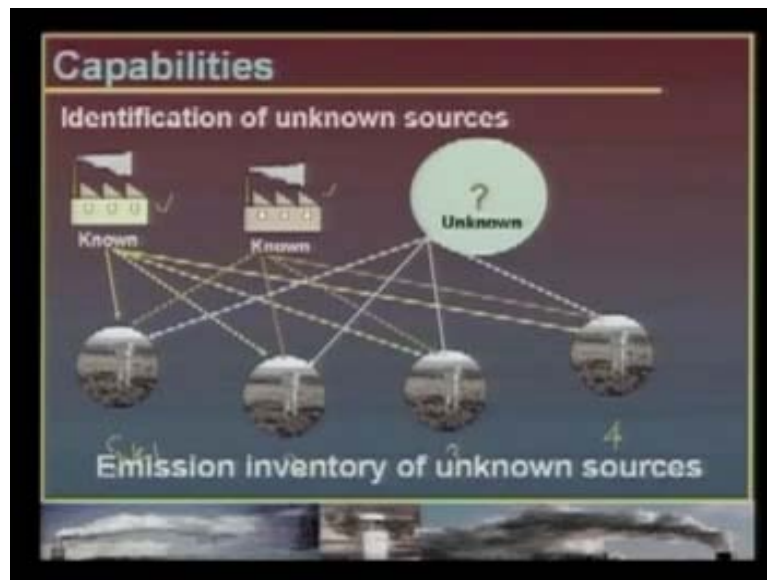 Capabilities
Identification of unknown sources
?
Known
Known
Unknown
4
Emission inventory of unknown sources